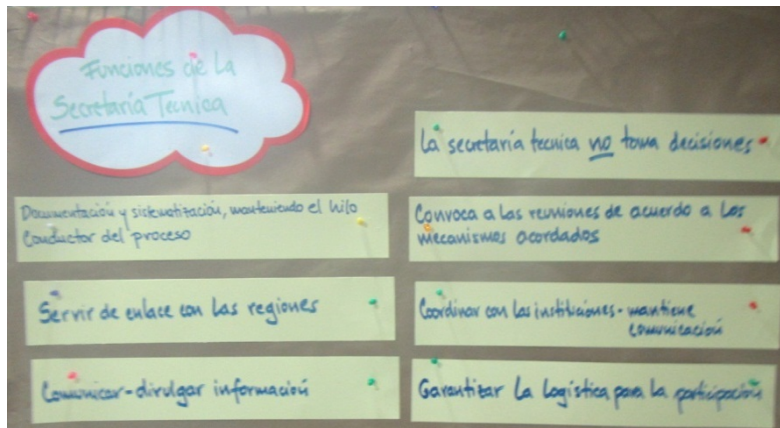 Funciones de la
Secretaría Tecnica
Documentación y sistematización, manteniendo el hilo
Conductor del proceso
Servir de enlace con las regiones
Comunicar-divulgar información
La secretaría tecnica no toma decisiones
Convoca a las reuniones de acuerdo a los
mecanismos acordados
Coordinar con las instituciones - mantiene
comunicación
Garantizar la logística para la participación